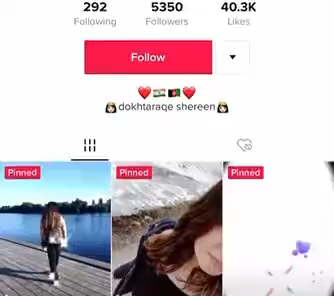 292 5350 40.3K
Following Followers Likes
Follow
dokhtaraqe shereen
Pinned Pinned Pinned